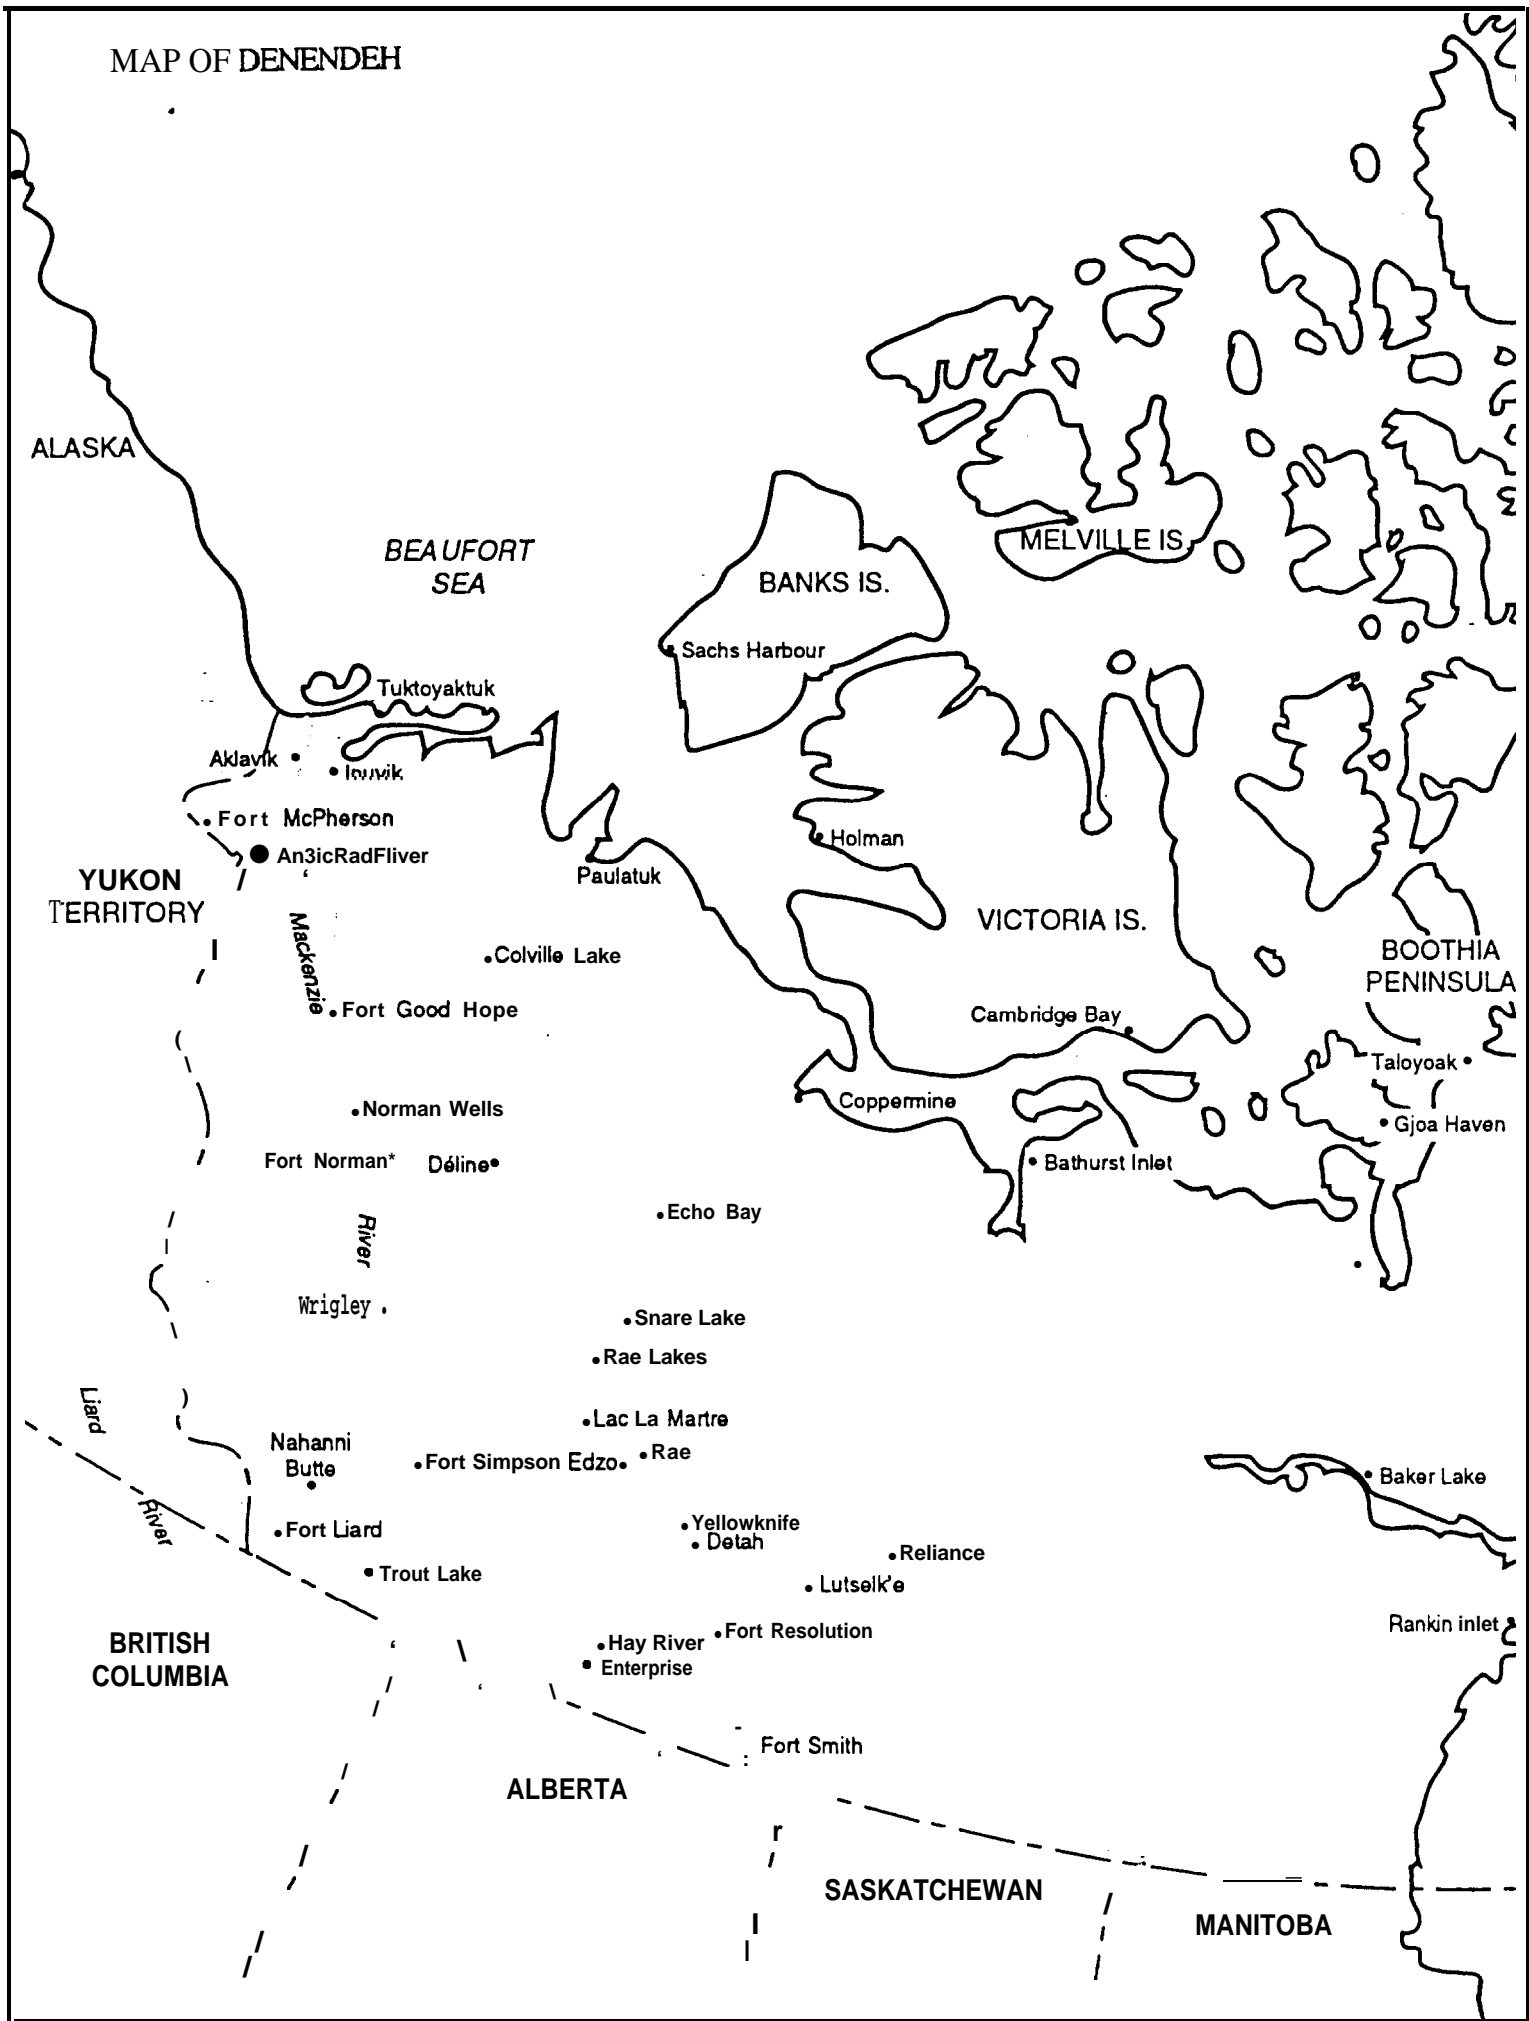 MAP OF DENENDEH
ALASKA
BEAUFORT
SEA
MELVILLE IS.
BANKS IS.
Sachs Harbour
Tuktoyaktuk
Aklavik
Inuvik
Fort McPherson
An3icRadFliver
Holman
Paulatuk
YUKON
TERRITORY
VICTORIA IS.
Mackenzie
Colville Lake
BOOTHIA
PENINSULA
Fort Good Hope
Cambridge Bay
Taloyoak
Coppermine
Norman Wells
Gjoa Haven
Fort Norman*
Déline
Bathurst Inlet
Echo Bay
River
Wrigley
Snare Lake
Rae Lakes
Liard
Lac La Martre
Nahanni
Butte
Fort Simpson
Edzo
Rae
Baker Lake
River
Fort Liard
Yellowknife
Detah
Reliance
Trout Lake
Lutselk'e
Rankin inlet
BRITISH
COLUMBIA
Hay River
Fort Resolution
Enterprise
Fort Smith
ALBERTA
SASKATCHEWAN
MANITOBA